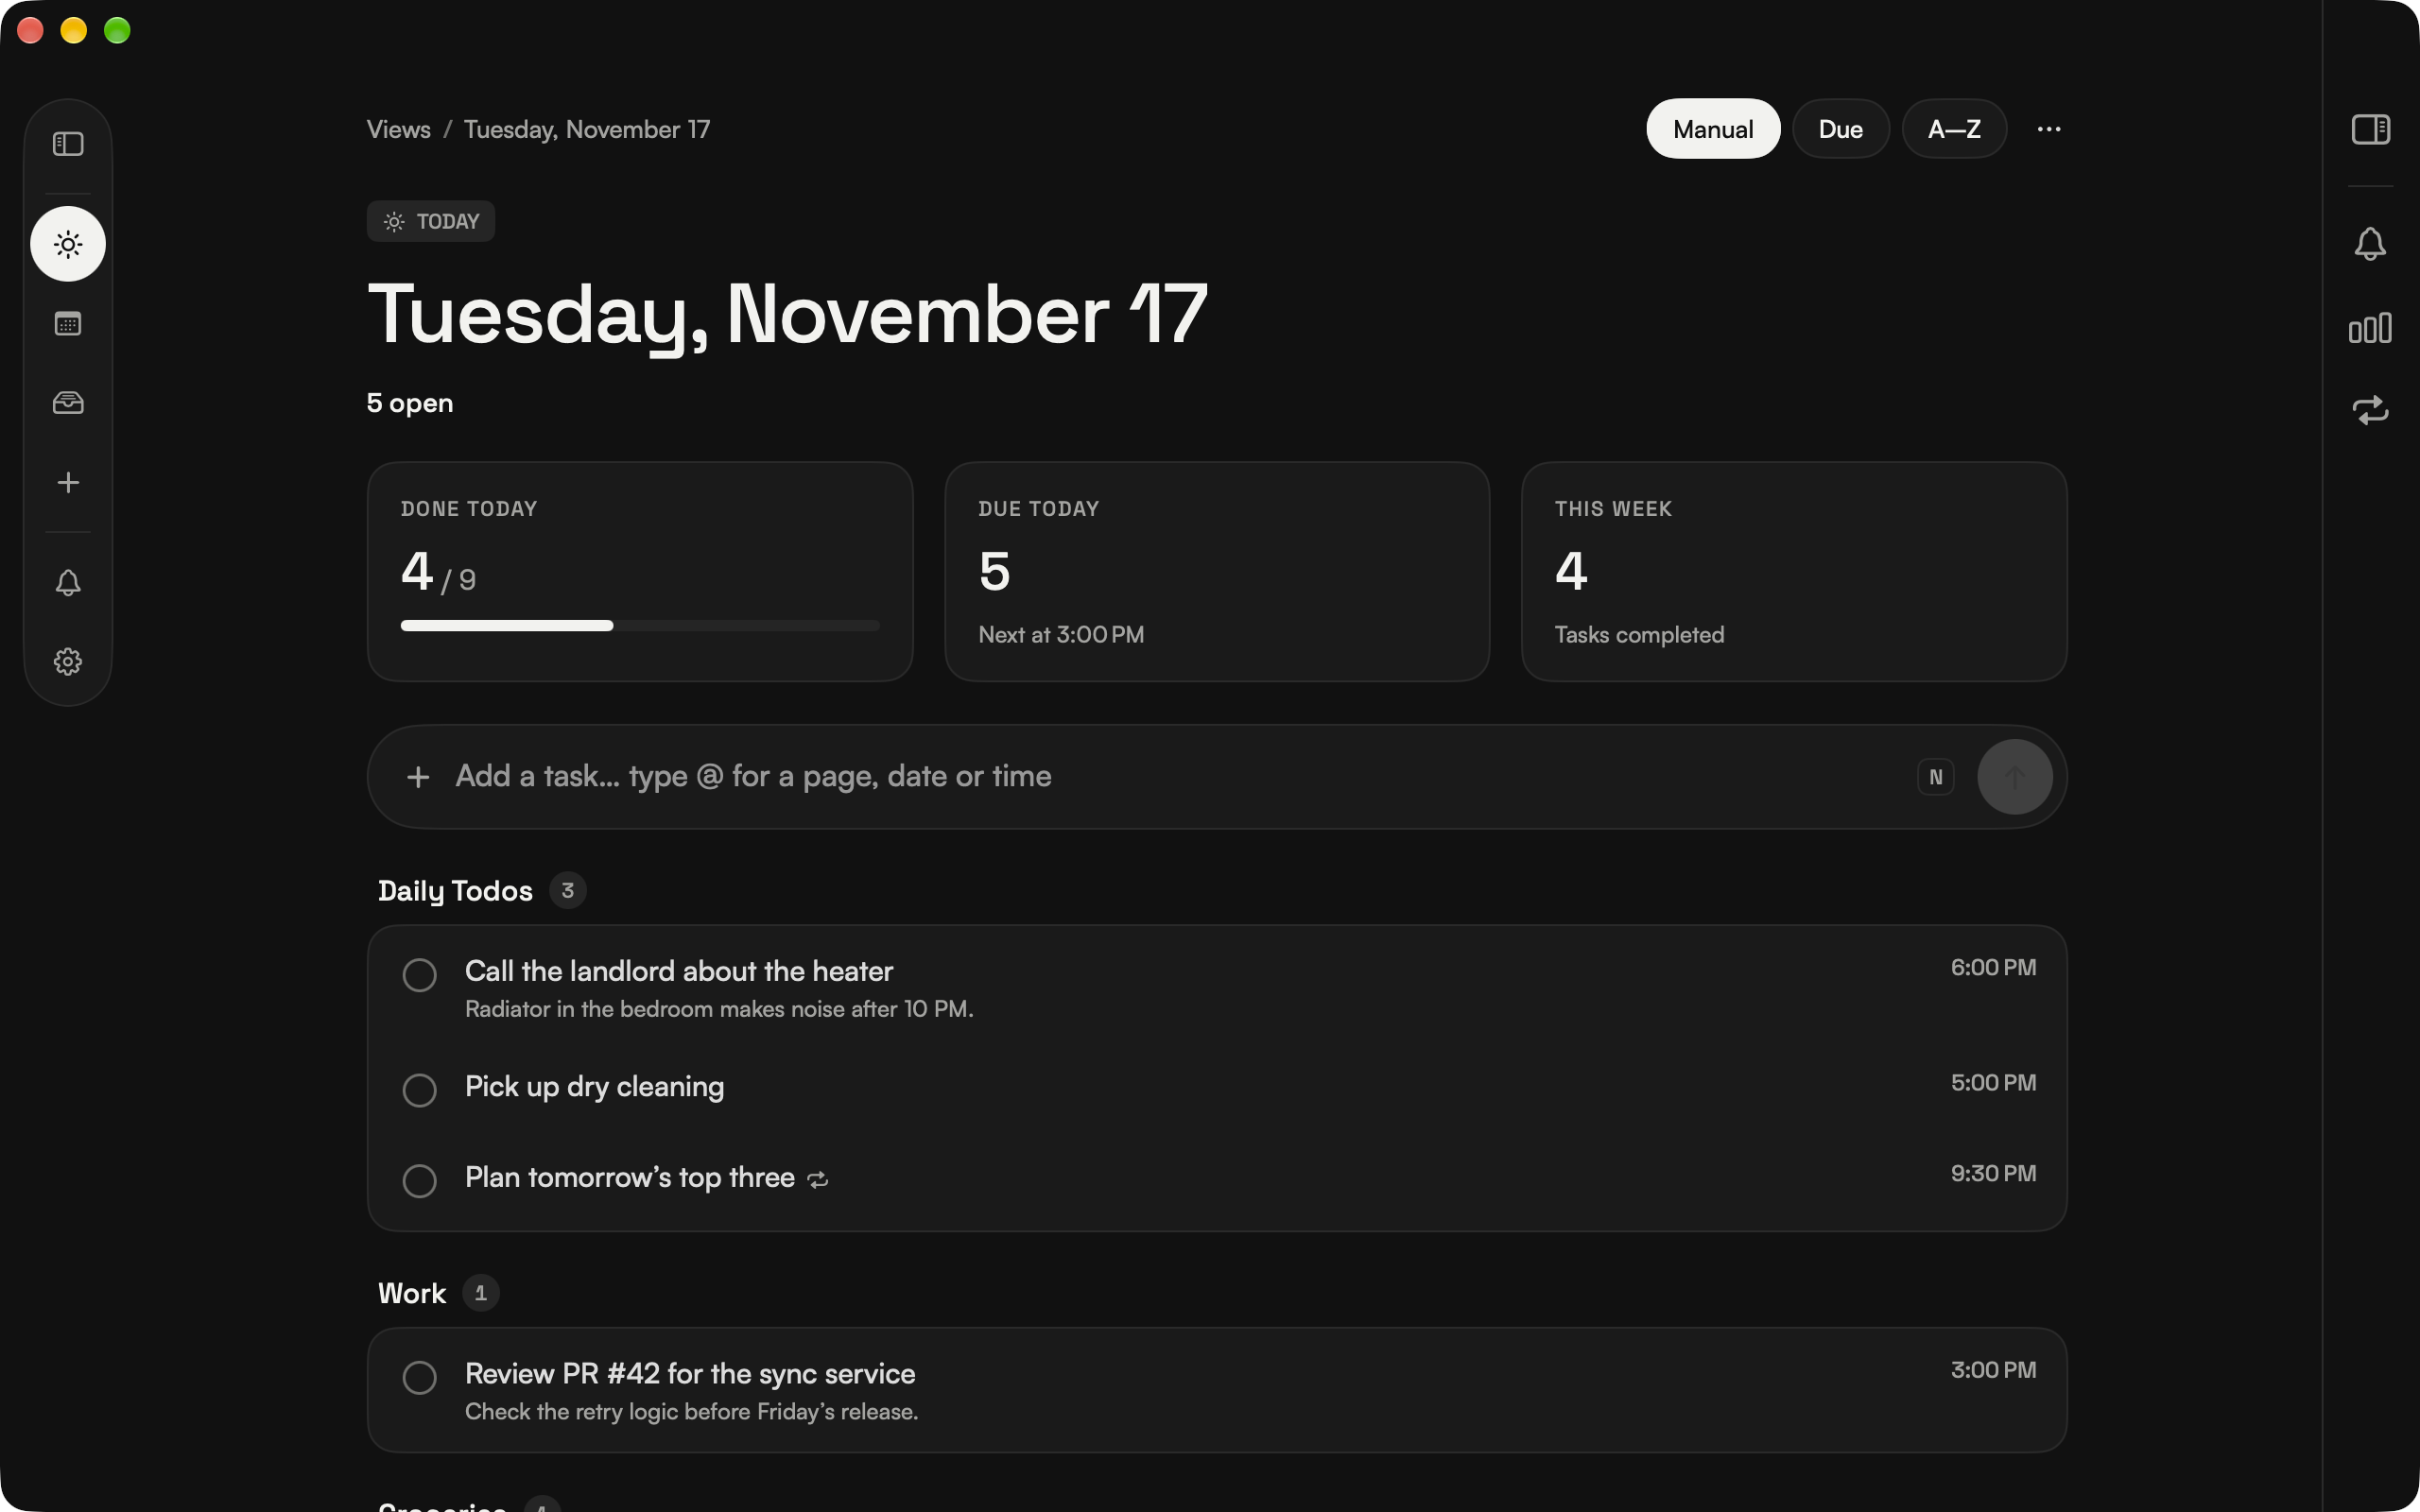 Views / Tuesday, November 17
Manual
Due
A—Z
TODAY
Tuesday, November 17
5 open
DONE TODAY
4 / 9
DUE TODAY
5
Next at 3:00 PM
THIS WEEK
4
Tasks completed
Add a task... type @ for a page, date or time
N
Daily Todos 3
Call the landlord about the heater
6:00 PM
Radiator in the bedroom makes noise after 10 PM.
Pick up dry cleaning
5:00 PM
Plan tomorrow’s top three
9:30 PM
Work 1
Review PR #42 for the sync service
3:00 PM
Check the retry logic before Friday’s release.